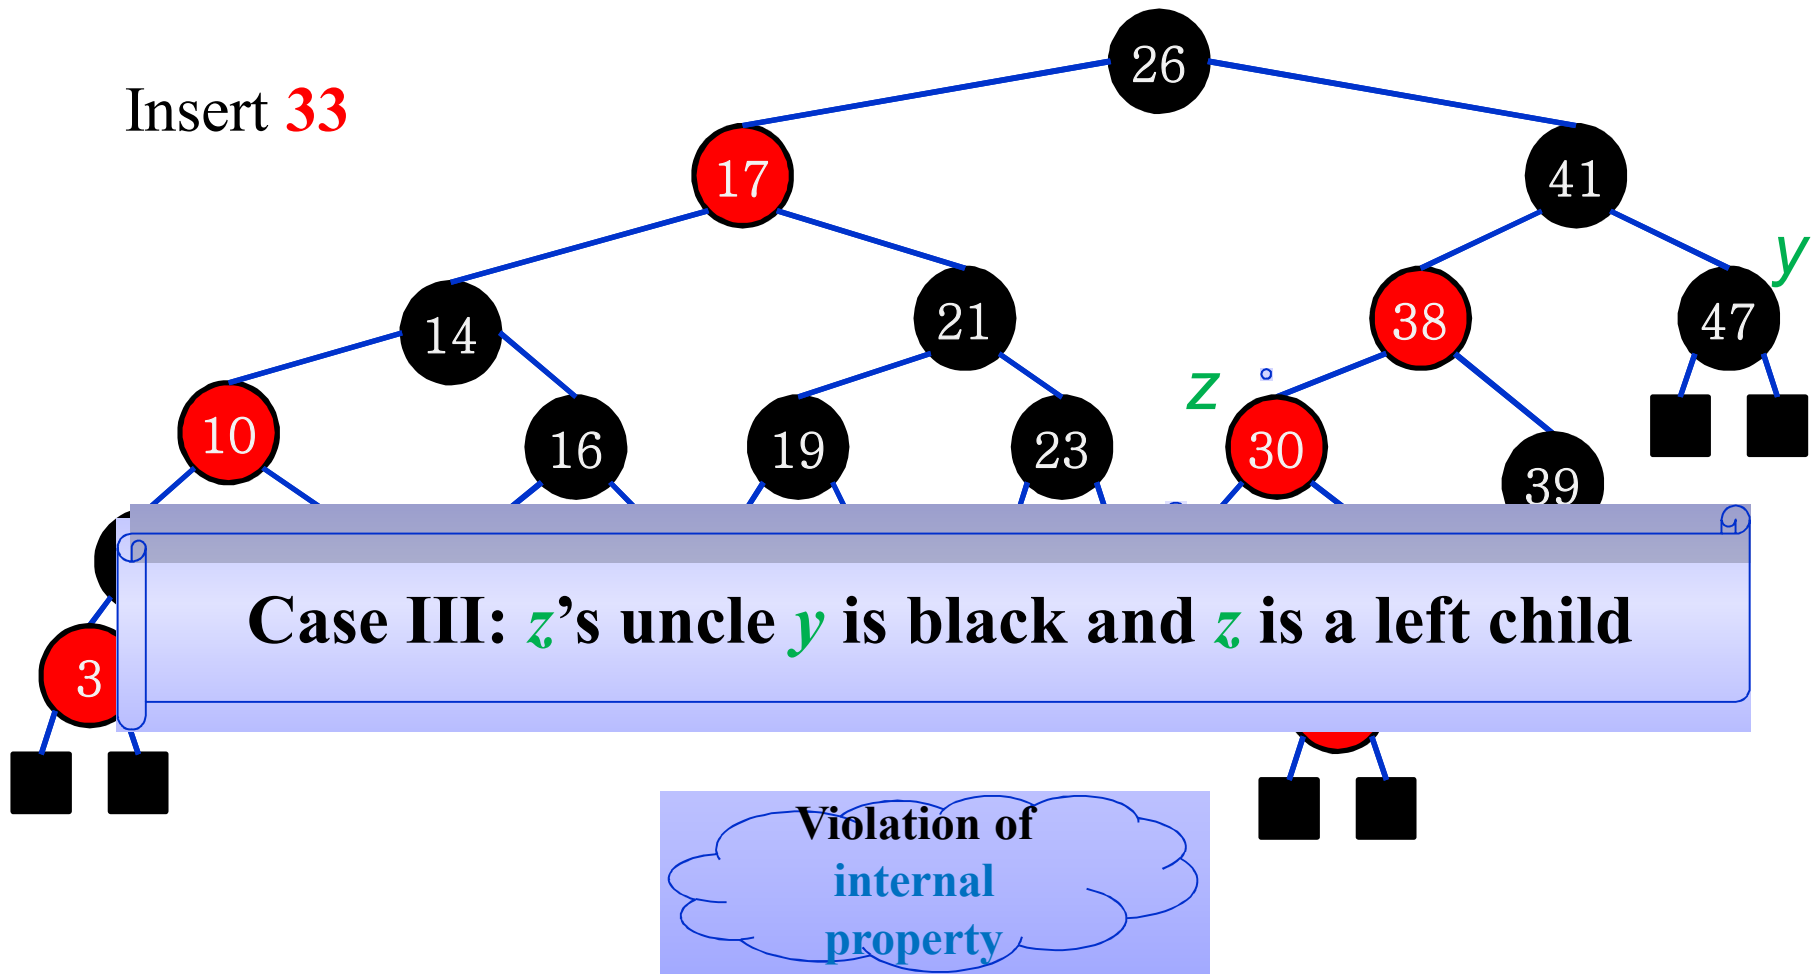 26
Insert 33
17
41
y
14
21
38
47
z
10
16
19
23
30
39
Case III: z’s uncle y is black and z is a left child
3
Violation of
internal
property